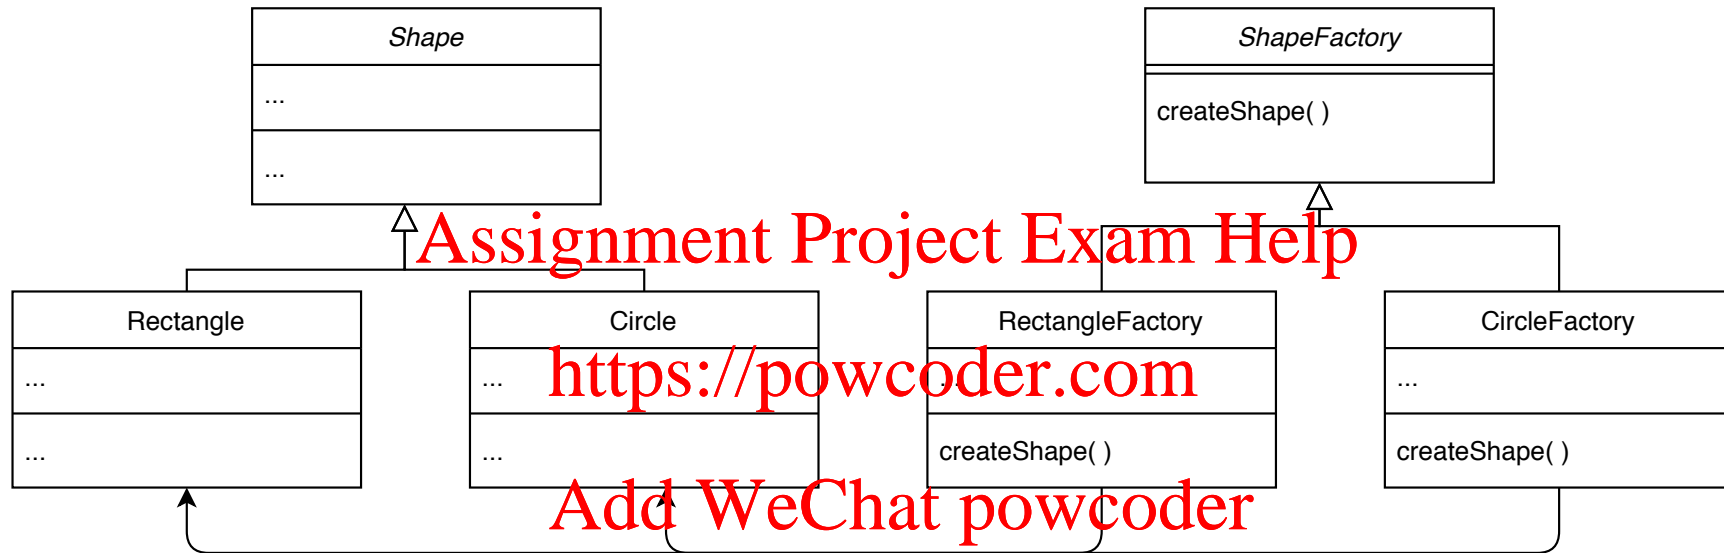 Shape
...
...
ShapeFactory
createShape( )
Assignment Project Exam Help
Rectangle
...
...
Circle
...
...
RectangleFactory
...
createShape( )
CircleFactory
...
createShape( )
https://powcoder.com
Add WeChat powcoder